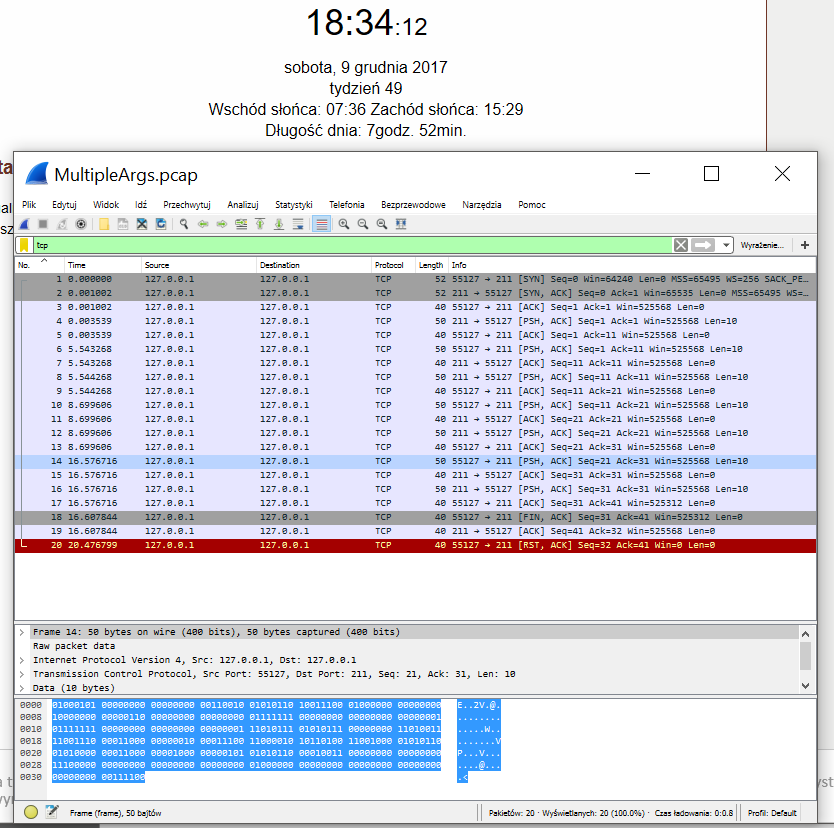 18:34:12
sobota, 9 grudnia 2017
tydzień 49
Wschód słońca: 07:36 Zachód słońca: 15:29
Długość dnia: 7godz. 52min.
MultipleArgs.pcap
Plik Edytuj Widok Idź Przechwytuj Analizuj Statystyki Telefonia Bezprzewodowe Narzędzia Pomoc
tcp Wyrażenie… +
No. Time Source Destination Protocol Length Info
1 0.000000 127.0.0.1 127.0.0.1 TCP 52 55127 → 211 [SYN] Seq=0 Win=64240 Len=0 MSS=65495 WS=256 SACK_PE…
2 0.001002 127.0.0.1 127.0.0.1 TCP 52 211 → 55127 [SYN, ACK] Seq=0 Ack=1 Win=65535 Len=0 MSS=65495 WS=…
3 0.001002 127.0.0.1 127.0.0.1 TCP 40 55127 → 211 [ACK] Seq=1 Ack=1 Win=525568 Len=0
4 0.003539 127.0.0.1 127.0.0.1 TCP 50 211 → 55127 [PSH, ACK] Seq=1 Ack=1 Win=525568 Len=10
5 0.003539 127.0.0.1 127.0.0.1 TCP 40 55127 → 211 [ACK] Seq=1 Ack=11 Win=525568 Len=0
6 5.543268 127.0.0.1 127.0.0.1 TCP 50 55127 → 211 [PSH, ACK] Seq=1 Ack=11 Win=525568 Len=10
7 5.543268 127.0.0.1 127.0.0.1 TCP 40 211 → 55127 [ACK] Seq=11 Ack=11 Win=525568 Len=0
8 5.544268 127.0.0.1 127.0.0.1 TCP 50 211 → 55127 [PSH, ACK] Seq=11 Ack=11 Win=525568 Len=10
9 5.544268 127.0.0.1 127.0.0.1 TCP 40 55127 → 211 [ACK] Seq=11 Ack=21 Win=525568 Len=0
10 8.699606 127.0.0.1 127.0.0.1 TCP 50 55127 → 211 [PSH, ACK] Seq=11 Ack=21 Win=525568 Len=10
11 8.699606 127.0.0.1 127.0.0.1 TCP 40 211 → 55127 [ACK] Seq=21 Ack=21 Win=525568 Len=0
12 8.699606 127.0.0.1 127.0.0.1 TCP 50 211 → 55127 [PSH, ACK] Seq=21 Ack=21 Win=525568 Len=10
13 8.699606 127.0.0.1 127.0.0.1 TCP 40 55127 → 211 [ACK] Seq=21 Ack=31 Win=525568 Len=0
14 16.576716 127.0.0.1 127.0.0.1 TCP 50 55127 → 211 [PSH, ACK] Seq=21 Ack=31 Win=525568 Len=10
15 16.576716 127.0.0.1 127.0.0.1 TCP 40 211 → 55127 [ACK] Seq=31 Ack=31 Win=525568 Len=0
16 16.576716 127.0.0.1 127.0.0.1 TCP 50 211 → 55127 [PSH, ACK] Seq=31 Ack=31 Win=525568 Len=10
17 16.576716 127.0.0.1 127.0.0.1 TCP 40 55127 → 211 [ACK] Seq=31 Ack=41 Win=525312 Len=0
18 16.607844 127.0.0.1 127.0.0.1 TCP 40 55127 → 211 [FIN, ACK] Seq=31 Ack=41 Win=525312 Len=0
19 16.607844 127.0.0.1 127.0.0.1 TCP 40 211 → 55127 [ACK] Seq=41 Ack=32 Win=525568 Len=0
20 20.476799 127.0.0.1 127.0.0.1 TCP 40 55127 → 211 [RST, ACK] Seq=32 Ack=41 Win=0 Len=0
Frame 14: 50 bytes on wire (400 bits), 50 bytes captured (400 bits)
Raw packet data
Internet Protocol Version 4, Src: 127.0.0.1, Dst: 127.0.0.1
Transmission Control Protocol, Src Port: 55127, Dst Port: 211, Seq: 21, Ack: 31, Len: 10
Data (10 bytes)
0000 01000101 00000000 00000000 00110010 01010110 10011100 01000000 00000000 E..2V.@.
0008 10000000 00000110 00000000 00000000 01111111 00000000 00000000 00000001 ........
0010 01111111 00000000 00000000 00000001 11010111 01010111 00000000 11010011 .....W..
0018 11001110 00011000 00000010 00011100 11000010 10110100 11001000 01010110 .......V
0020 01010000 00011000 00001000 00000101 01010110 00010011 00000000 00000000 P...V...
0028 11100000 00000000 00000000 00000000 01000000 00000000 00000000 00000000 ....@...
0030 00000000 00111100 .<
Frame (frame), 50 bajtów Pakietów: 20 · Wyświetlanych: 20 (100.0%) · Czas ładowania: 0:0.8 Profil: Default